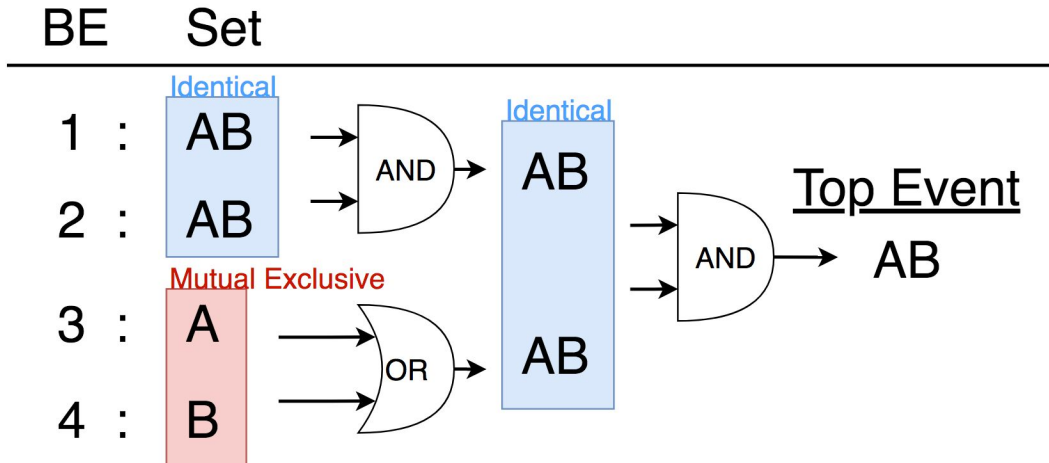 BE Set
Identical
1 : AB
2 : AB
AND
Mutual Exclusive
3 : A
4 : B
OR
Identical
AB
AB
AND
Top Event
AB